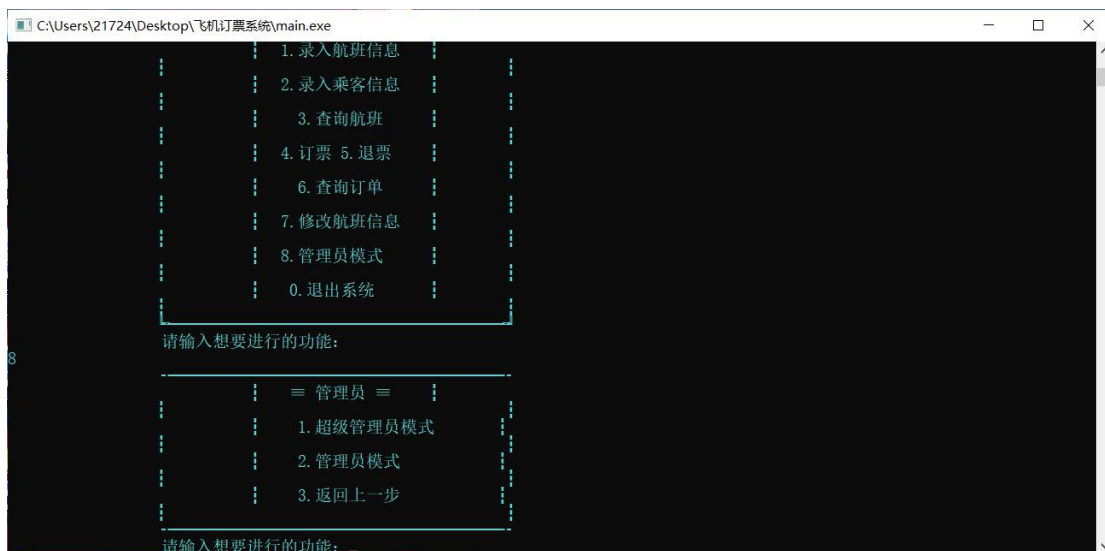 C:\Users\21724\Desktop\飞机订票系统\main.exe
1.录入航班信息
2.录入乘客信息
3.查询航班
4.订票 5.退票
6.查询订单
7.修改航班信息
8.管理员模式
0.退出系统
请输入想要进行的功能:
8
≡ 管理员 ≡
1.超级管理员模式
2.管理员模式
3.返回上一步
请输入想要进行的功能: